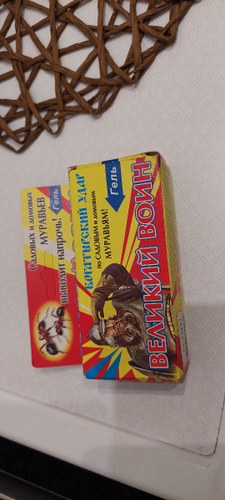 САДОВЫХ и ДОМОВЫХ
МУРАВЬЕВ
ВЫВОДИТ НАПРОЧЬ!
Гель
БОГАТЫРСКИЙ УДАР
по САДОВЫМ и ДОМОВЫМ
МУРАВЬЯМ!
Гель
ВЕЛИКИЙ ВОИН